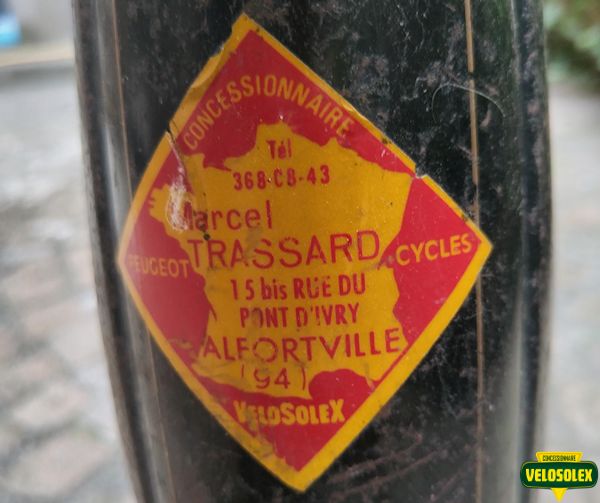 CONCESSIONNAIRE
Tél
368-C8-43
Marcel
PEUGEOT TRASSARD CYCLES
15 bis RUE DU
PONT D'IVRY
ALFORTVILLE
(94)
VELOSOLEX
CONCESSIONNAIRE
VELOSOLEX